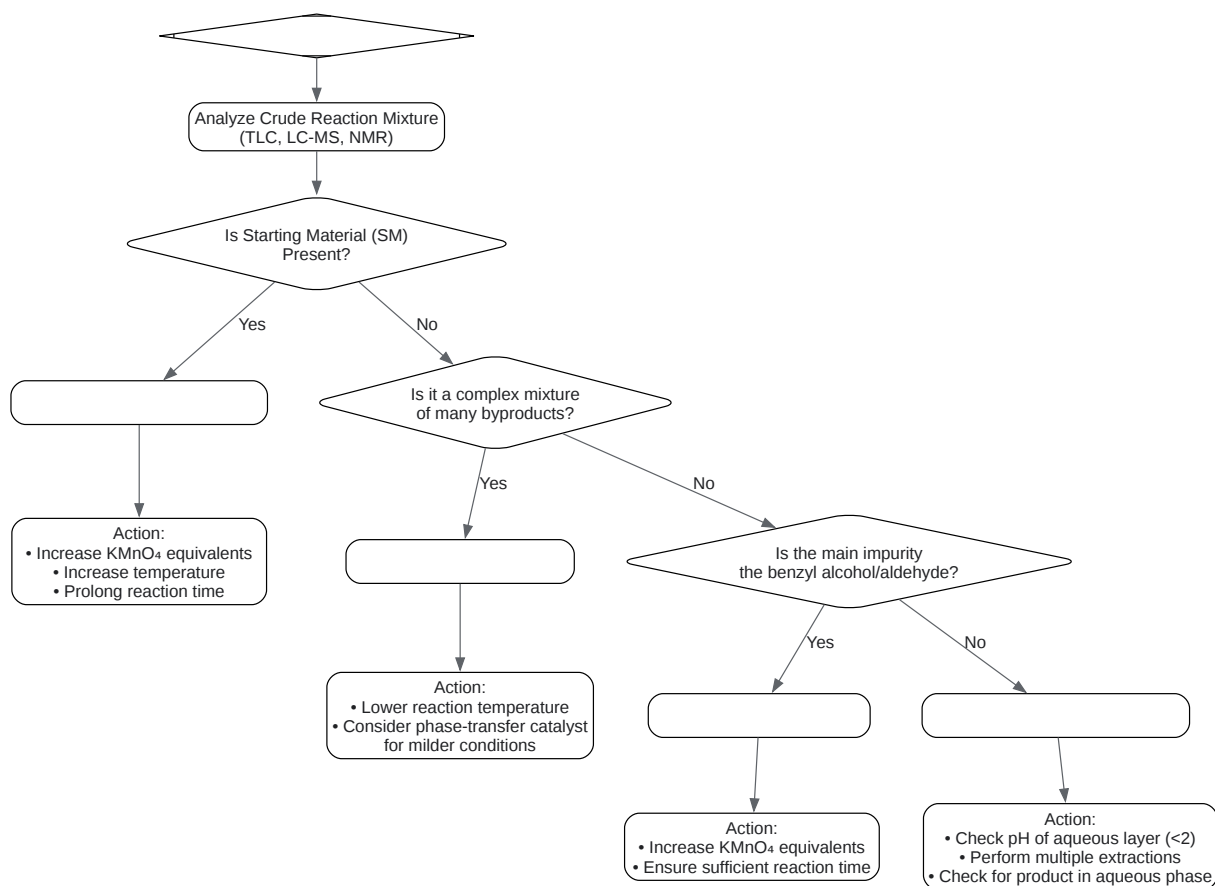 Analyze Crude Reaction Mixture
(TLC, LC-MS, NMR)
Is Starting Material (SM)
Present?
Yes
No
Is it a complex mixture
of many byproducts?
Yes
No
Action:
• Increase KMnO₄ equivalents
• Increase temperature
• Prolong reaction time
Is the main impurity
the benzyl alcohol/aldehyde?
Yes
No
Action:
• Lower reaction temperature
• Consider phase-transfer catalyst
for milder conditions
Action:
• Increase KMnO₄ equivalents
• Ensure sufficient reaction time
Action:
• Check pH of aqueous layer (<2)
• Perform multiple extractions
• Check for product in aqueous phase